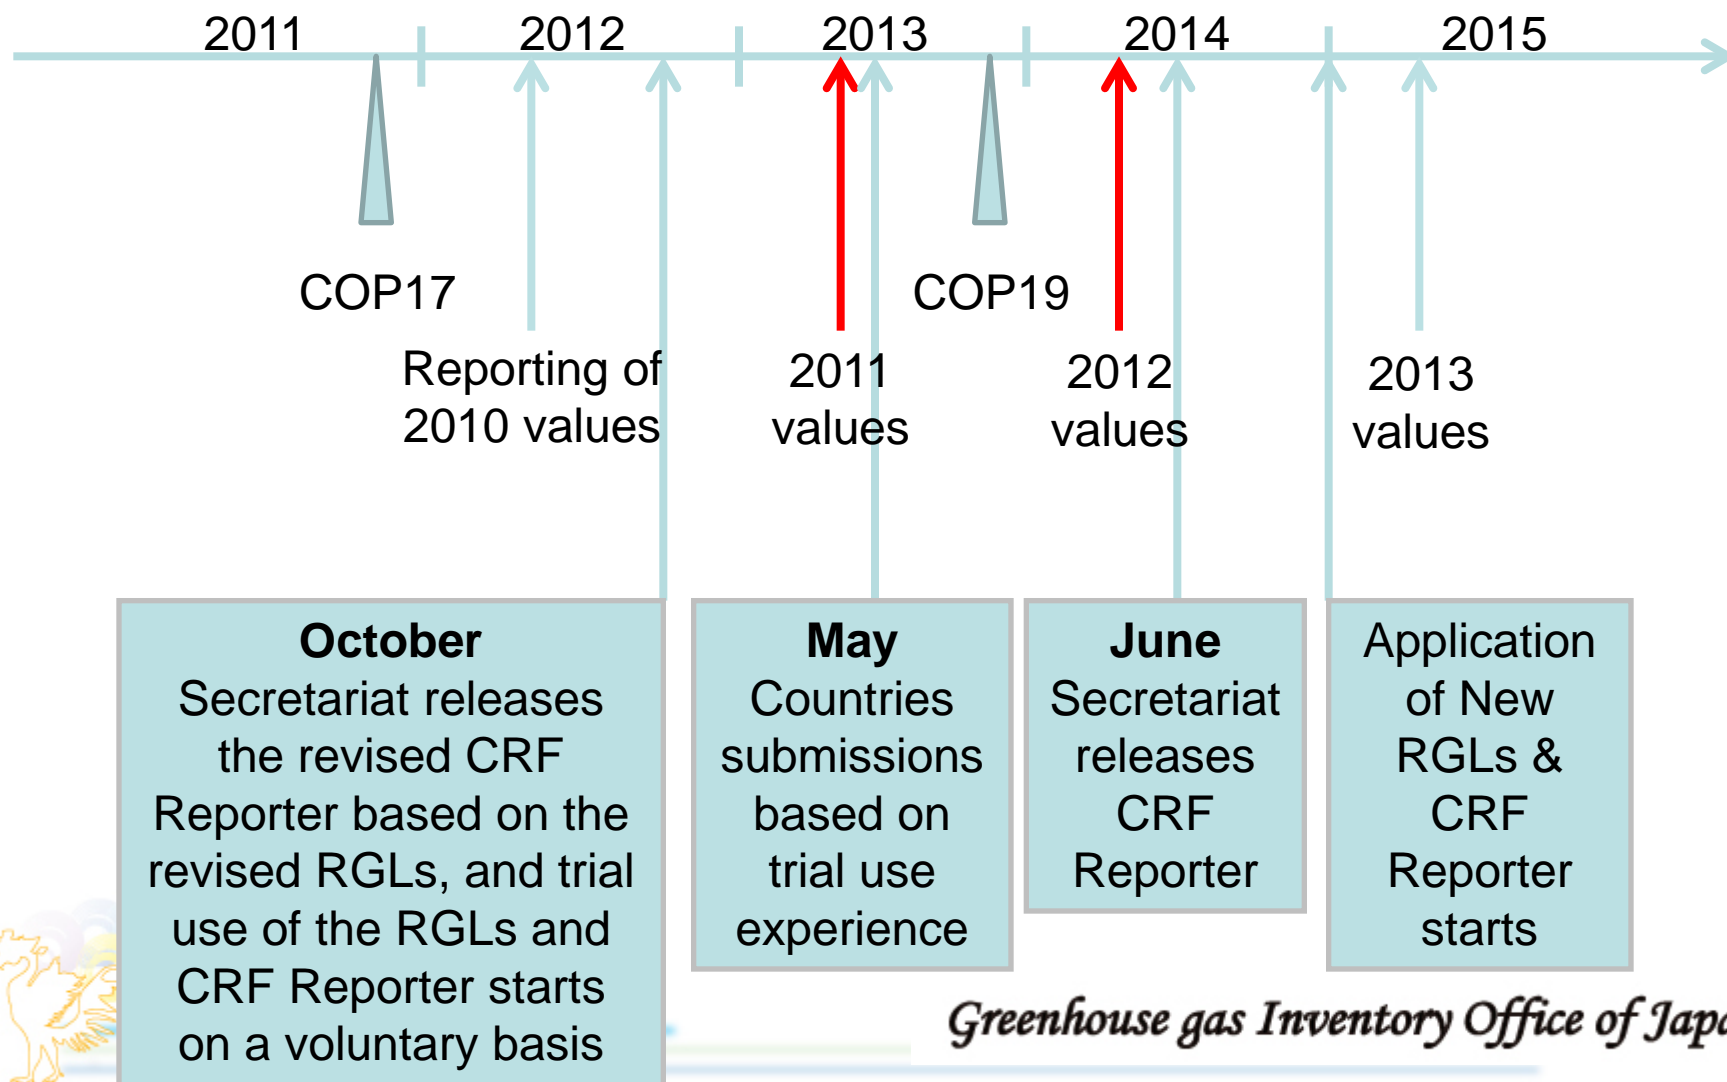 2011
2012
2013
2014
2015
COP17
COP19
Reporting of
2010 values
2011
values
2012
values
2013
values
October
Secretariat releases
the revised CRF
Reporter based on the
revised RGLs, and trial
use of the RGLs and
CRF Reporter starts
on a voluntary basis
May
Countries
submissions
based on
trial use
experience
June
Secretariat
releases
CRF
Reporter
Application
of New
RGLs &
CRF
Reporter
starts
Greenhouse gas Inventory Office of Japa